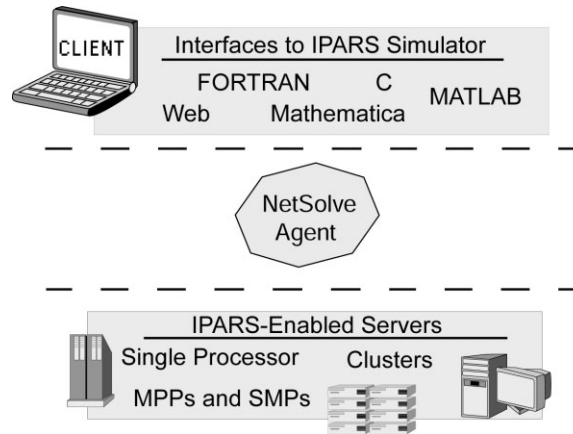 CLIENT
Interfaces to IPARS Simulator
FORTRAN C
MATLAB
Web Mathematica
NetSolve
Agent
IPARS-Enabled Servers
Single Processor Clusters
MPPs and SMPs